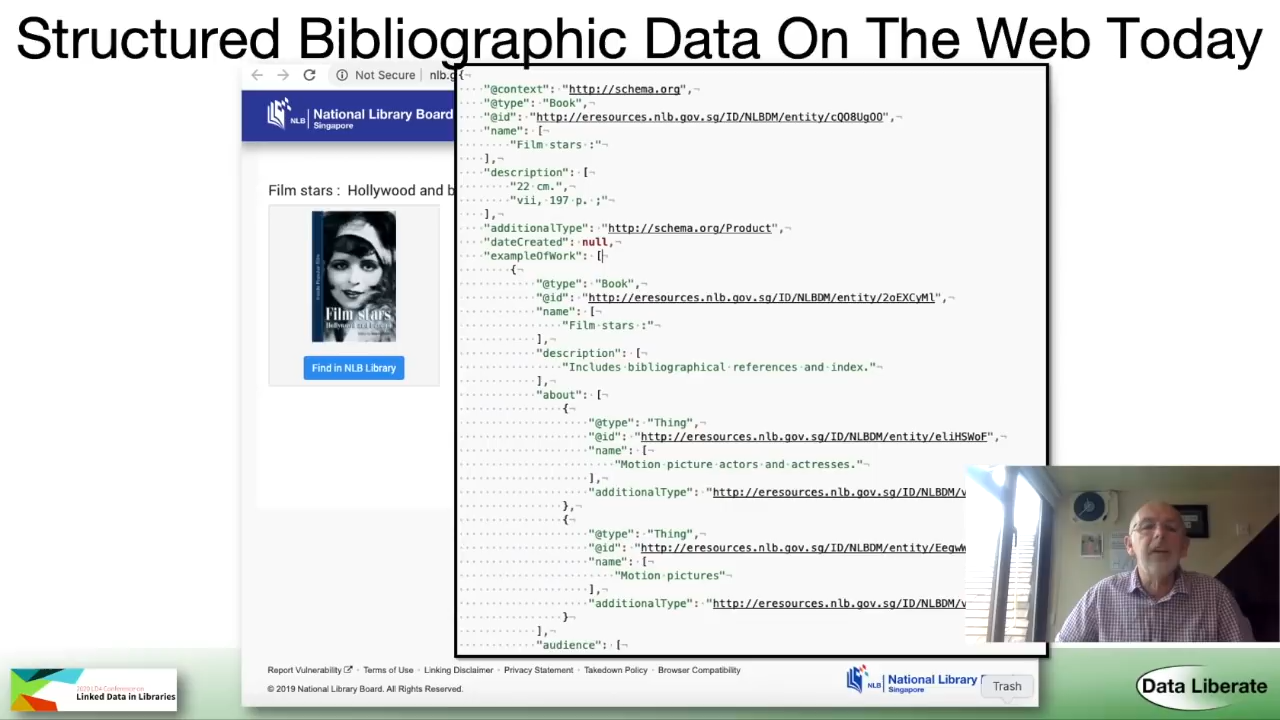 Structured Bibliographic Data On The Web Today
Not Secure | nlb.g
NLB National Library Board
Singapore
Film stars : Hollywood and b
Film stars
Find in NLB Library
{
"@context": "http://schema.org",
"@type": "Book",
"@id": "http://eresources.nlb.gov.sg/ID/NLBDM/entity/cQO8UgOO",
"name": [
"Film stars :"
],
"description": [
"22 cm.",
"vii, 197 p. ;"
],
"additionalType": "http://schema.org/Product",
"dateCreated": null,
"exampleOfWork": [
{
"@type": "Book",
"@id": "http://eresources.nlb.gov.sg/ID/NLBDM/entity/2oEXCyMl",
"name": [
"Film stars :"
],
"description": [
"Includes bibliographical references and index."
],
"about": [
{
"@type": "Thing",
"@id": "http://eresources.nlb.gov.sg/ID/NLBDM/entity/eliHSWoF",
"name": [
"Motion picture actors and actresses."
],
"additionalType": "http://eresources.nlb.gov.sg/ID/NLBDM/v
},
{
"@type": "Thing",
"@id": "http://eresources.nlb.gov.sg/ID/NLBDM/entity/Eegw
"name": [
"Motion pictures"
],
"additionalType": "http://eresources.nlb.gov.sg/ID/NLBDM/v
}
],
"audience": [
Report Vulnerability · Terms of Use · Linking Disclaimer · Privacy Statement · Takedown Policy · Browser Compatibility
© 2019 National Library Board. All Rights Reserved.
NLB National Library
Singapore
Trash
Linked Data in Libraries
Data Liberate